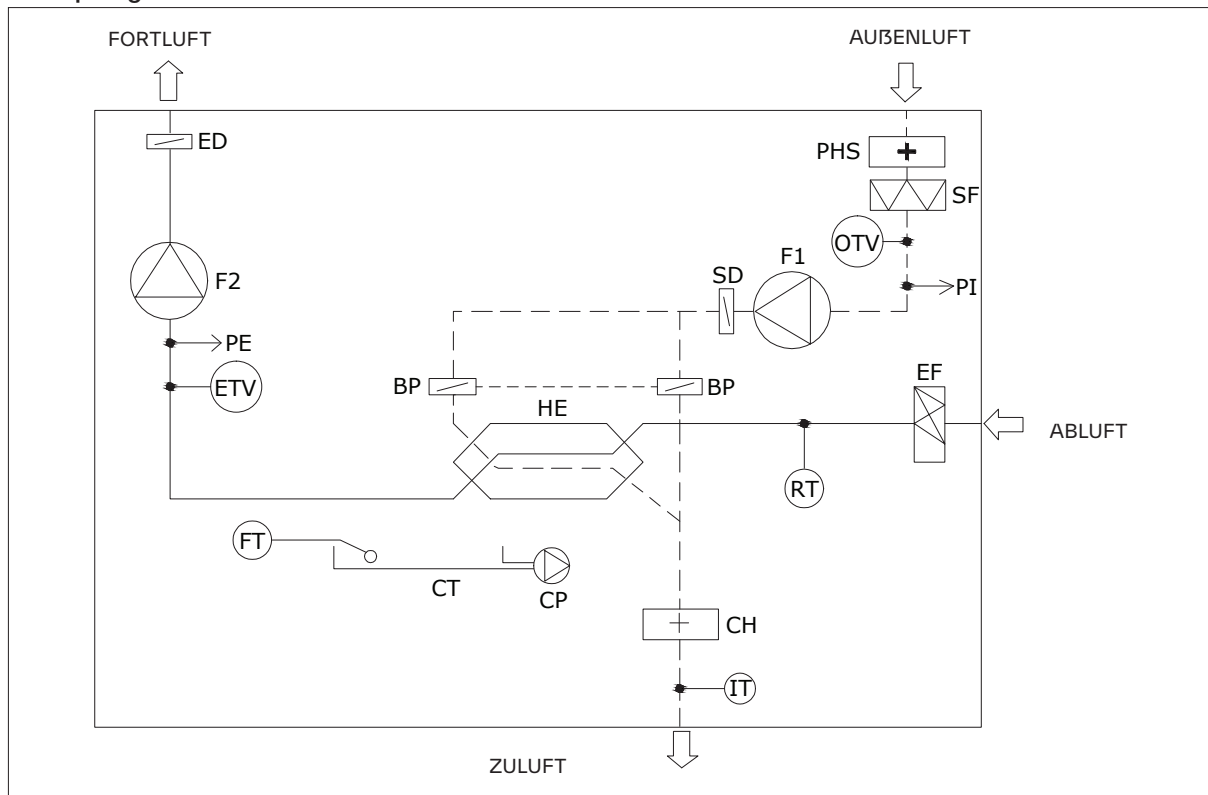 FORTLUFT
AUßENLUFT
ED
PHS
SF
OTV
F1
SD
F2
PI
PE
ETV
BP
BP
EF
HE
ABLUFT
RT
FT
CT
CP
CH
IT
ZULUFT